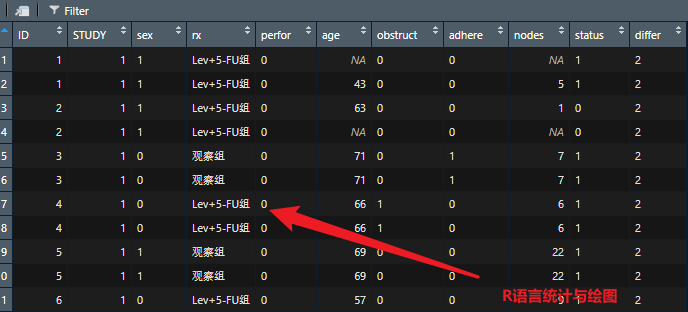 Filter
ID STUDY sex rx perfor age obstruct adhere nodes status differ
1 1 1 1 Lev+5-FU组 0 NA 0 0 NA 1 2
2 1 1 1 Lev+5-FU组 0 43 0 0 5 1 2
3 2 1 1 Lev+5-FU组 0 63 0 0 1 0 2
4 2 1 1 Lev+5-FU组 0 NA 0 0 NA 0 2
5 3 1 0 观察组 0 71 0 1 7 1 2
6 3 1 0 观察组 0 71 0 1 7 1 2
7 4 1 0 Lev+5-FU组 0 66 1 0 6 1 2
8 4 1 0 Lev+5-FU组 0 66 1 0 6 1 2
9 5 1 1 观察组 0 69 0 0 22 1 2
0 5 1 1 观察组 0 69 0 0 22 1 2
1 6 1 0 Lev+5-FU组 0 57 0 0 9 1 2
R语言统计与绘图